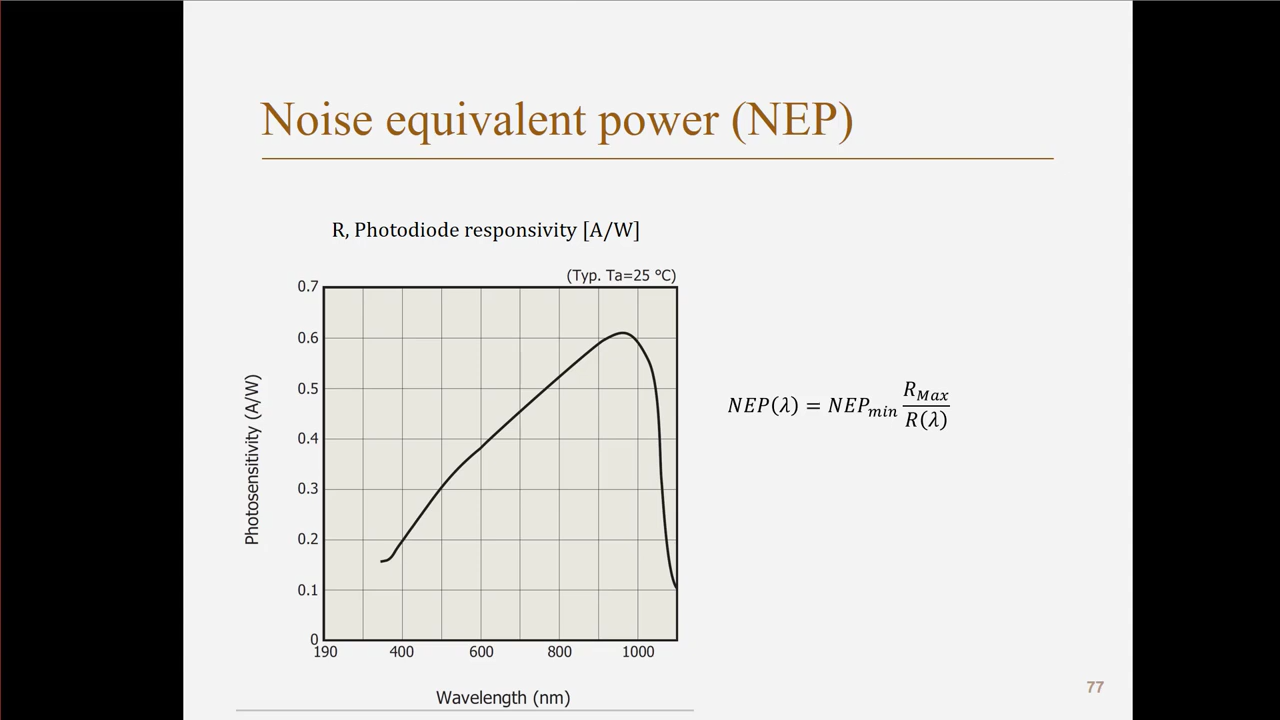 Noise equivalent power (NEP)
R, Photodiode responsivity [A/W]
(Typ. Ta=25 °C)
0.7
0.6
0.5
0.4
0.3
0.2
0.1
0
Photosensitivity (A/W)
190 400 600 800 1000
Wavelength (nm)
NEP(λ) = NEP_min R_Max / R(λ)
77